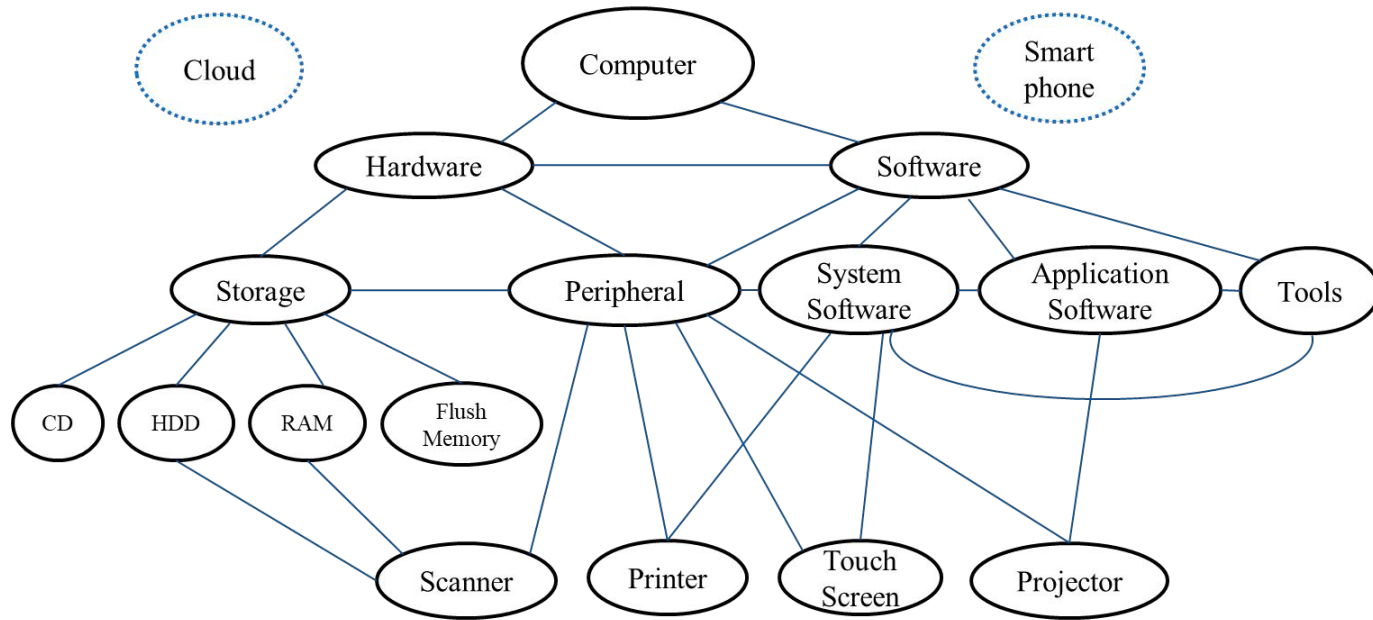 Cloud
Computer
Smart
phone
Hardware
Software
Storage
Peripheral
System
Software
Application
Software
Tools
CD
HDD
RAM
Flush
Memory
Scanner
Printer
Touch
Screen
Projector